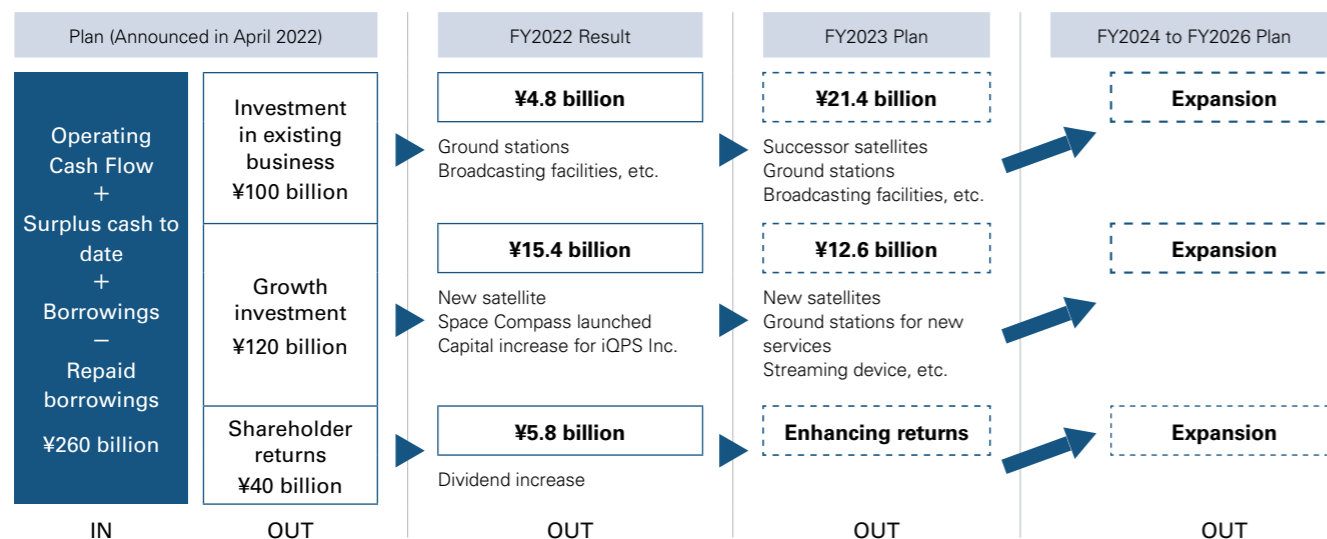 Plan (Announced in April 2022)
FY2022 Result
FY2023 Plan
FY2024 to FY2026 Plan
Operating
Cash Flow
+
Surplus cash to
date
+
Borrowings
−
Repaid
borrowings
¥260 billion
IN
Investment
in existing
business
¥100 billion
Growth
investment
¥120 billion
Shareholder
returns
¥40 billion
OUT
¥4.8 billion
Ground stations
Broadcasting facilities, etc.
¥15.4 billion
New satellite
Space Compass launched
Capital increase for iQPS Inc.
¥5.8 billion
Dividend increase
OUT
¥21.4 billion
Successor satellites
Ground stations
Broadcasting facilities, etc.
¥12.6 billion
New satellites
Ground stations for new
services
Streaming device, etc.
Enhancing returns
OUT
Expansion
Expansion
Expansion
OUT